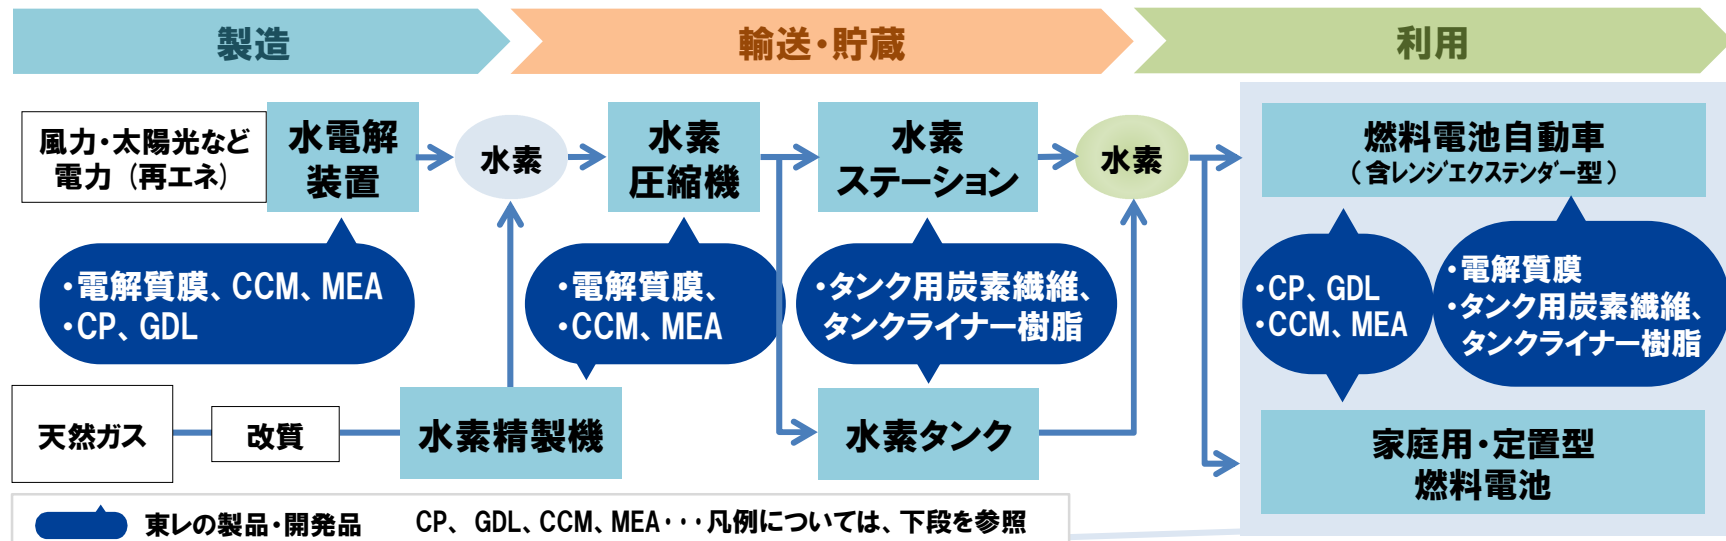 製造
輸送・貯蔵
利用
風力・太陽光など
電力（再エネ）
水電解
装置
水素
水素
圧縮機
水素
ステーション
水素
燃料電池自動車
（含レンジエクステンダー型）
・電解質膜、CCM、MEA
・CP、GDL
・電解質膜、
・CCM、MEA
・タンク用炭素繊維、
タンクライナー樹脂
・CP、GDL
・CCM、MEA
・電解質膜
・タンク用炭素繊維、
タンクライナー樹脂
天然ガス
改質
水素精製機
水素タンク
家庭用・定置型
燃料電池
東レの製品・開発品
CP、GDL、CCM、MEA・・・凡例については、下段を参照